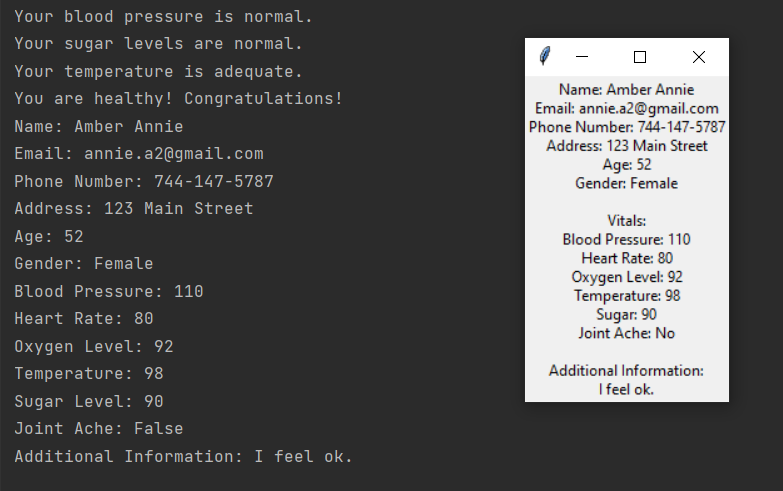 Your blood pressure is normal.
Your sugar levels are normal.
Your temperature is adequate.
You are healthy! Congratulations!
Name: Amber Annie
Email: annie.a2@gmail.com
Phone Number: 744-147-5787
Address: 123 Main Street
Age: 52
Gender: Female
Blood Pressure: 110
Heart Rate: 80
Oxygen Level: 92
Temperature: 98
Sugar Level: 90
Joint Ache: False
Additional Information: I feel ok.
Name: Amber Annie
Email: annie.a2@gmail.com
Phone Number: 744-147-5787
Address: 123 Main Street
Age: 52
Gender: Female
Vitals:
Blood Pressure: 110
Heart Rate: 80
Oxygen Level: 92
Temperature: 98
Sugar: 90
Joint Ache: No
Additional Information:
I feel ok.